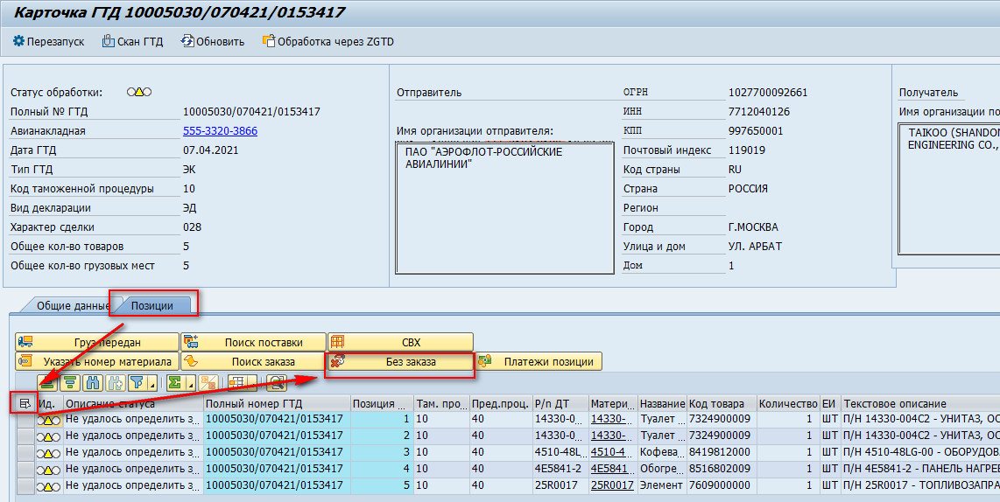 Карточка ГТД 10005030/070421/0153417
Перезапуск Скан ГТД Обновить Обработка через ZGTD
Статус обработки:
Полный № ГТД 10005030/070421/0153417
Авианакладная 555-3320-3866
Дата ГТД 07.04.2021
Тип ГТД ЭК
Код таможенной процедуры 10
Вид декларации ЭД
Характер сделки 028
Общее кол-во товаров 5
Общее кол-во грузовых мест 5
Отправитель
Имя организации отправителя:
ПАО "АЭРОФЛОТ-РОССИЙСКИЕ
АВИАЛИНИИ"
ОГРН 1027700092661
ИНН 7712040126
КПП 997650001
Почтовый индекс 119019
Код страны RU
Страна РОССИЯ
Регион
Город Г.МОСКВА
Улица и дом УЛ. АРБАТ
Дом 1
Получатель
Имя организации по
TAIKOO (SHANDON
ENGINEERING CO.,
Общие данные Позиции
Груз передан Поиск поставки СВХ
Указать номер материала Поиск заказа Без заказа Платежи позиции
Ид. Описание статуса Полный номер ГТД Позиция ... Там. про... Пред.проц. P/n ДТ Матери... Название Код товара Количество ЕИ Текстовое описание
Не удалось определить з... 10005030/070421/0153417 1 10 40 14330-0... 14330-... Туалет ... 7324900009 1 ШТ П/Н 14330-004C2 - УНИТАЗ, ОС
Не удалось определить з... 10005030/070421/0153417 2 10 40 14330-0... 14330-... Туалет ... 7324900009 1 ШТ П/Н 14330-004C2 - УНИТАЗ, ОС
Не удалось определить з... 10005030/070421/0153417 3 10 40 4510-48L... 4510-4... Кофева... 8419812000 1 ШТ П/Н 4510-48LG-00 - ОБОРУДОВА
Не удалось определить з... 10005030/070421/0153417 4 10 40 4E5841-2 4E5841... Обогре... 8516802009 1 ШТ П/Н 4E5841-2 - ПАНЕЛЬ НАГРЕВ
Не удалось определить з... 10005030/070421/0153417 5 10 40 25R0017 25R0017 Элемент 7609000000 1 ШТ П/Н 25R0017 - ТОПЛИВОЗАПРА